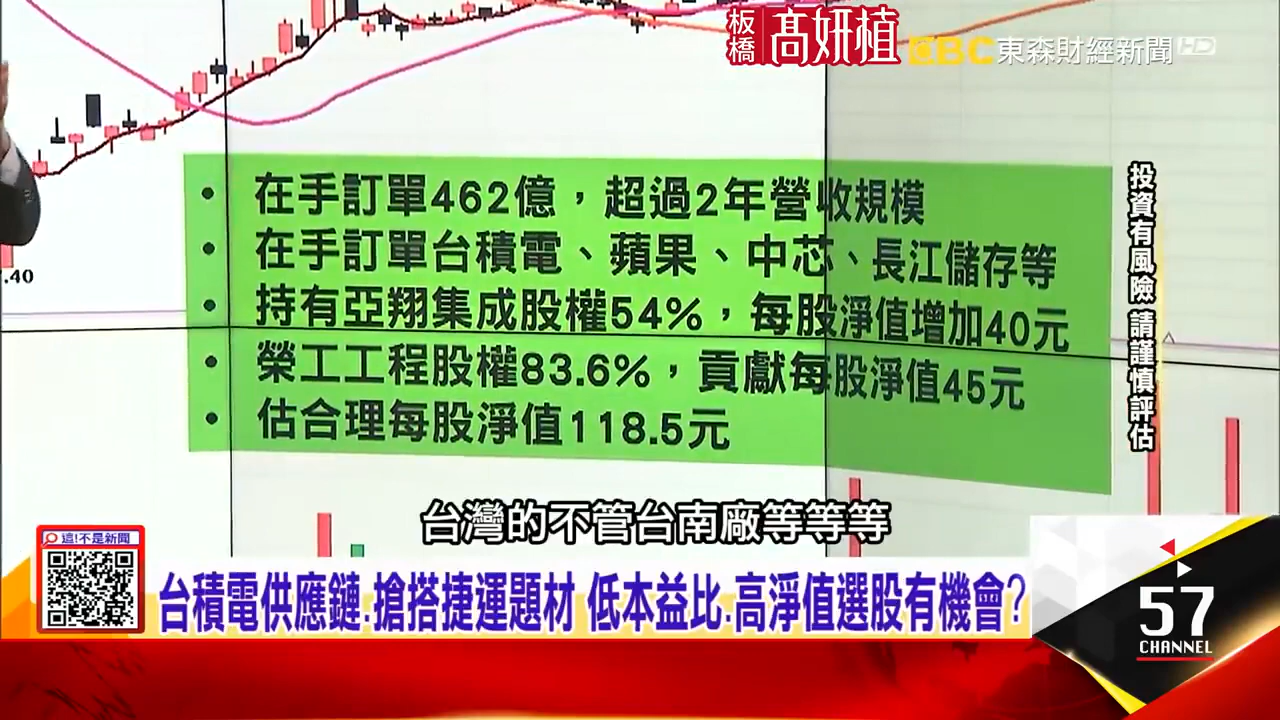 板橋 髙妍植
EBC 東森財經新聞 HD
.40
• 在手訂單462億，超過2年營收規模
• 在手訂單台積電、蘋果、中芯、長江儲存等
• 持有亞翔集成股權54%，每股淨值增加40元
• 榮工工程股權83.6%，貢獻每股淨值45元
• 估合理每股淨值118.5元
投資有風險 請謹慎評估
台灣的不管台南廠等等等
這!不是新聞
台積電供應鏈.搶搭捷運題材 低本益比.高淨值選股有機會?
57
CHANNEL